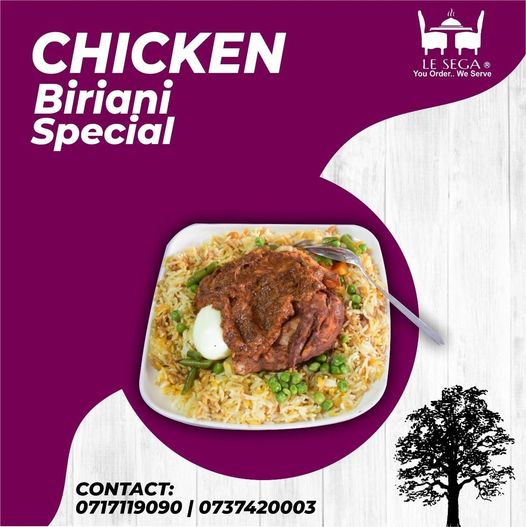 CHICKEN
Biriani
Special
LE SEGA ®
You Order.. We Serve
CONTACT:
0717119090 | 0737420003